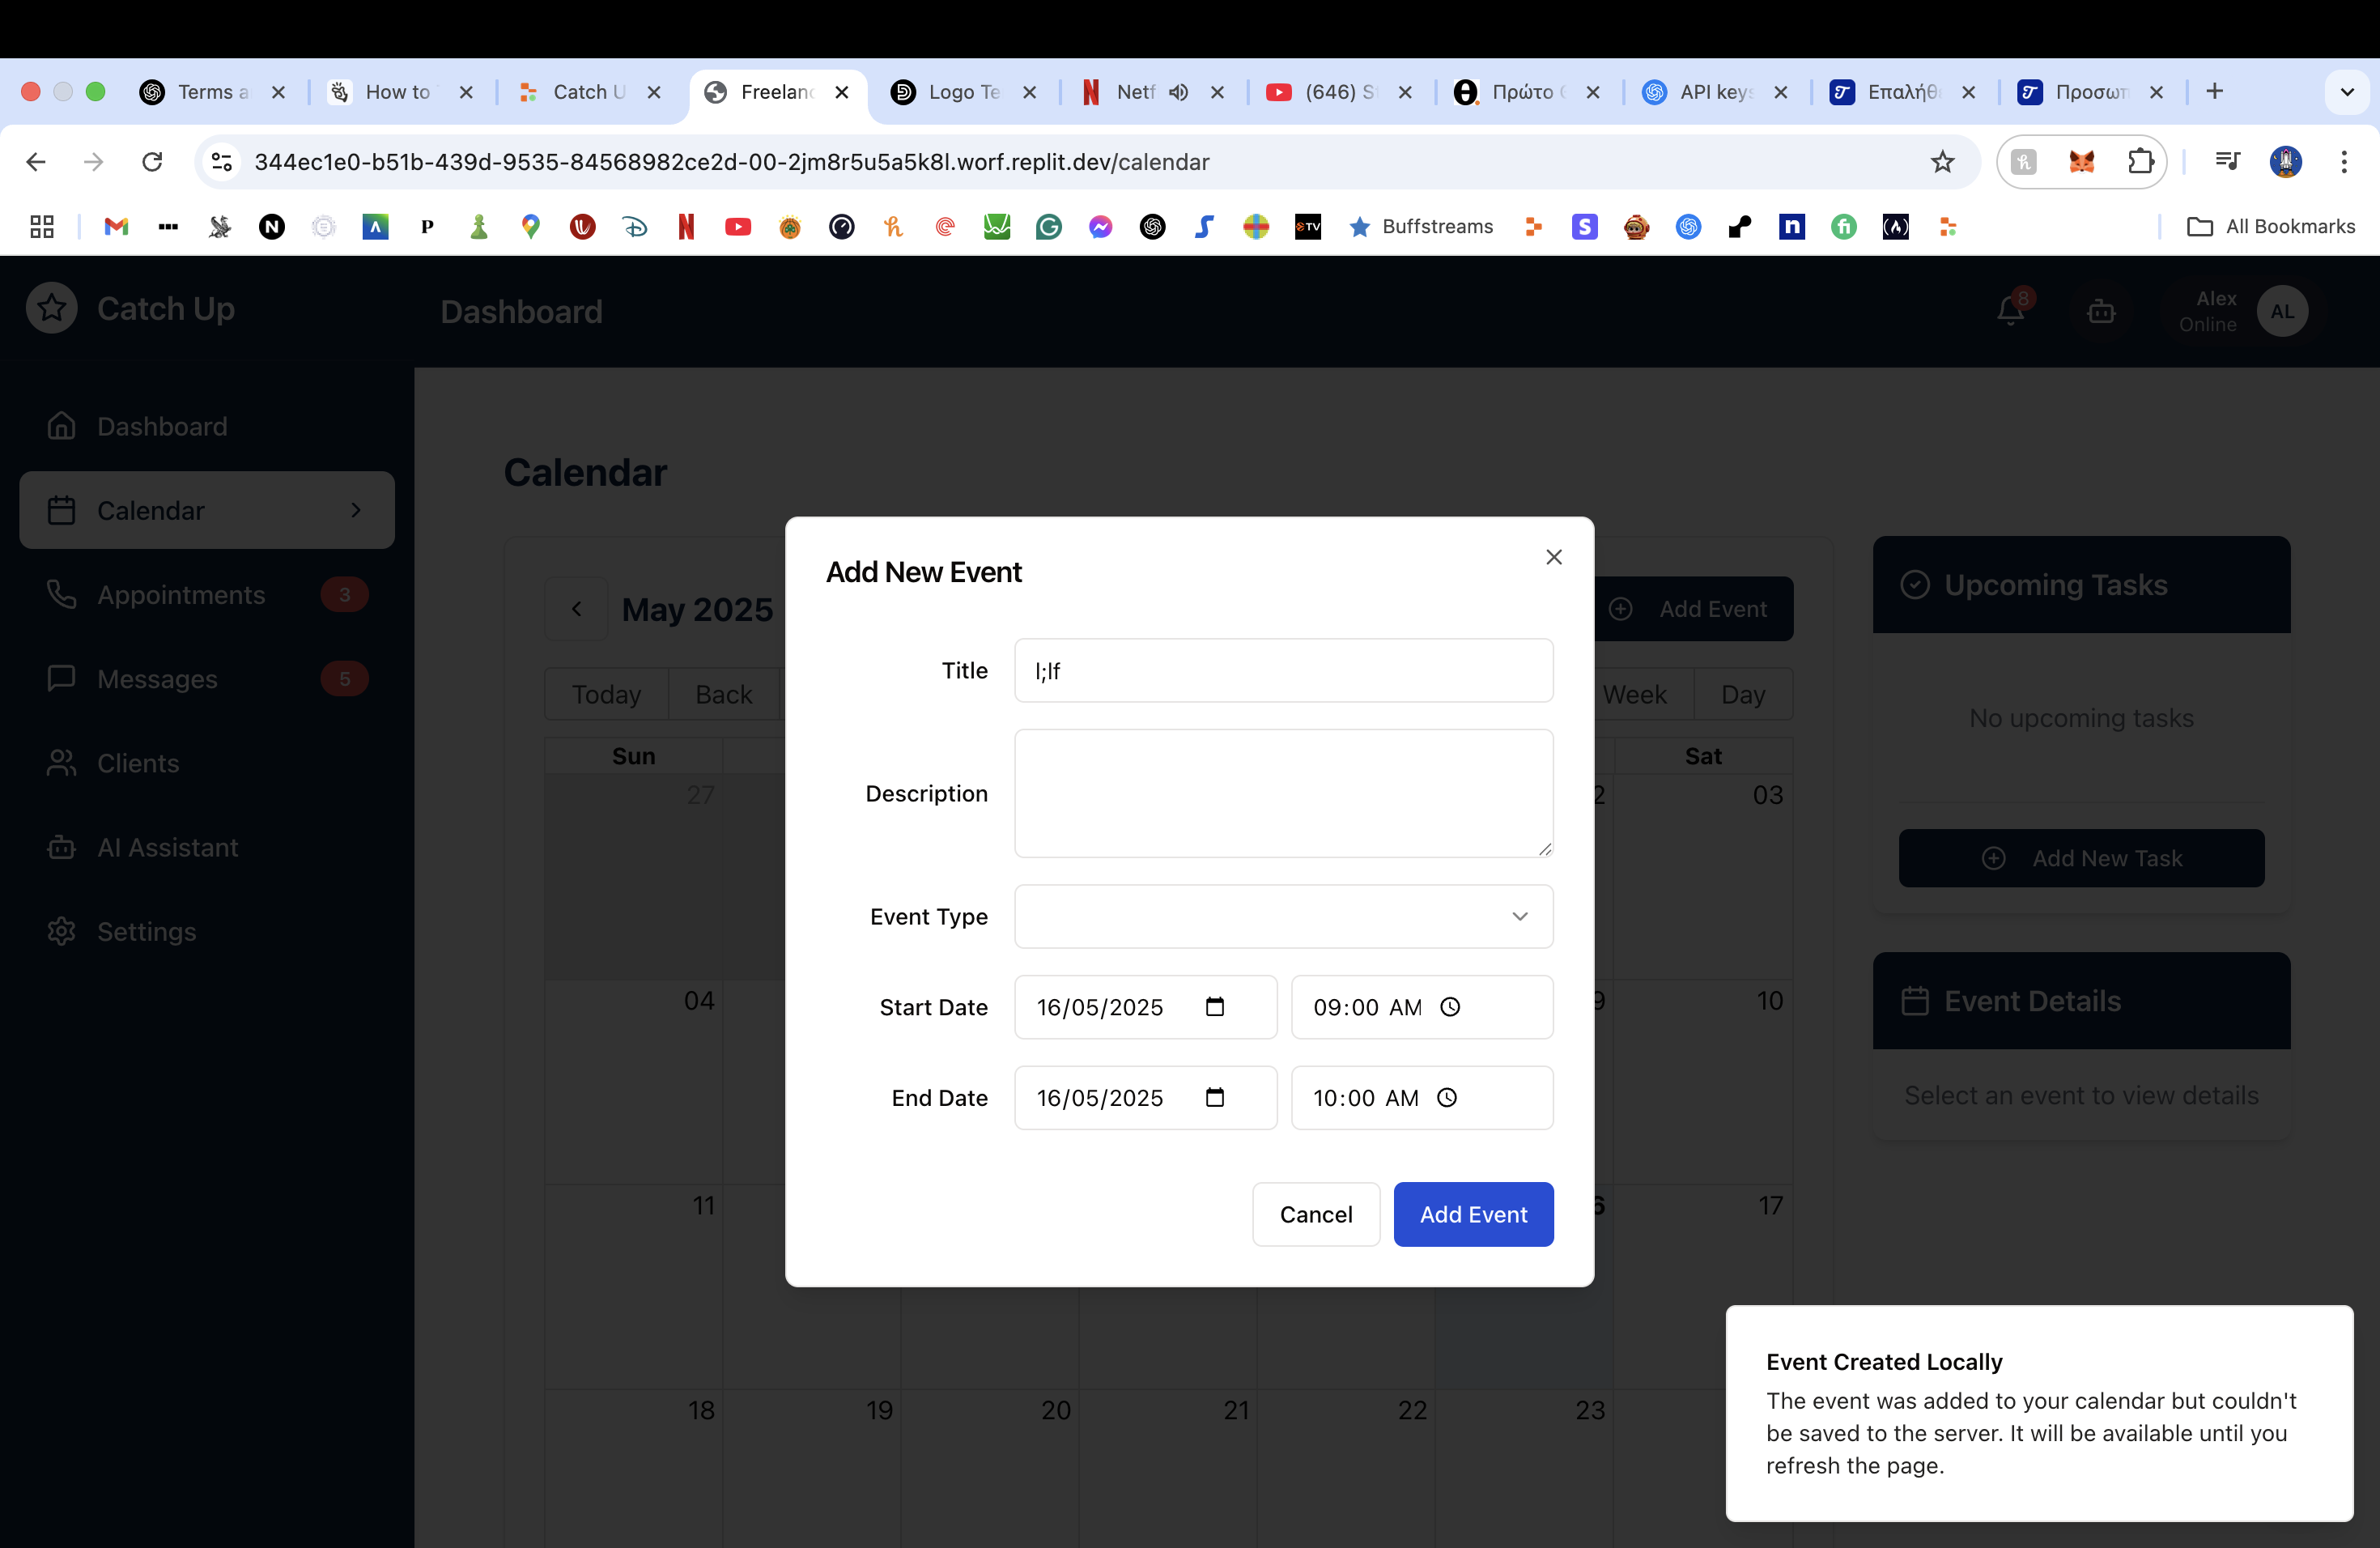 Terms a
How to
Catch U
Freelanc
Logo Te
Netf
(646) S
Πρώτο
API keys
Επαλήθ
Προσωπ
344ec1e0-b51b-439d-9535-84568982ce2d-00-2jm8r5u5a5k8l.worf.replit.dev/calendar
Buffstreams
All Bookmarks
Catch Up
Dashboard
8
Alex
Online
AL
Dashboard
Calendar
Appointments 3
Messages 5
Clients
AI Assistant
Settings
Calendar
May 2025
Add Event
Today Back
Week Day
Sun
Sat
27
2
03
04
9
10
11
6
17
18 19 20 21 22 23
Add New Event
Title l;lf
Description
Event Type
Start Date 16/05/2025 09:00 AM
End Date 16/05/2025 10:00 AM
Cancel Add Event
Upcoming Tasks
No upcoming tasks
Add New Task
Event Details
Select an event to view details
Event Created Locally
The event was added to your calendar but couldn't
be saved to the server. It will be available until you
refresh the page.